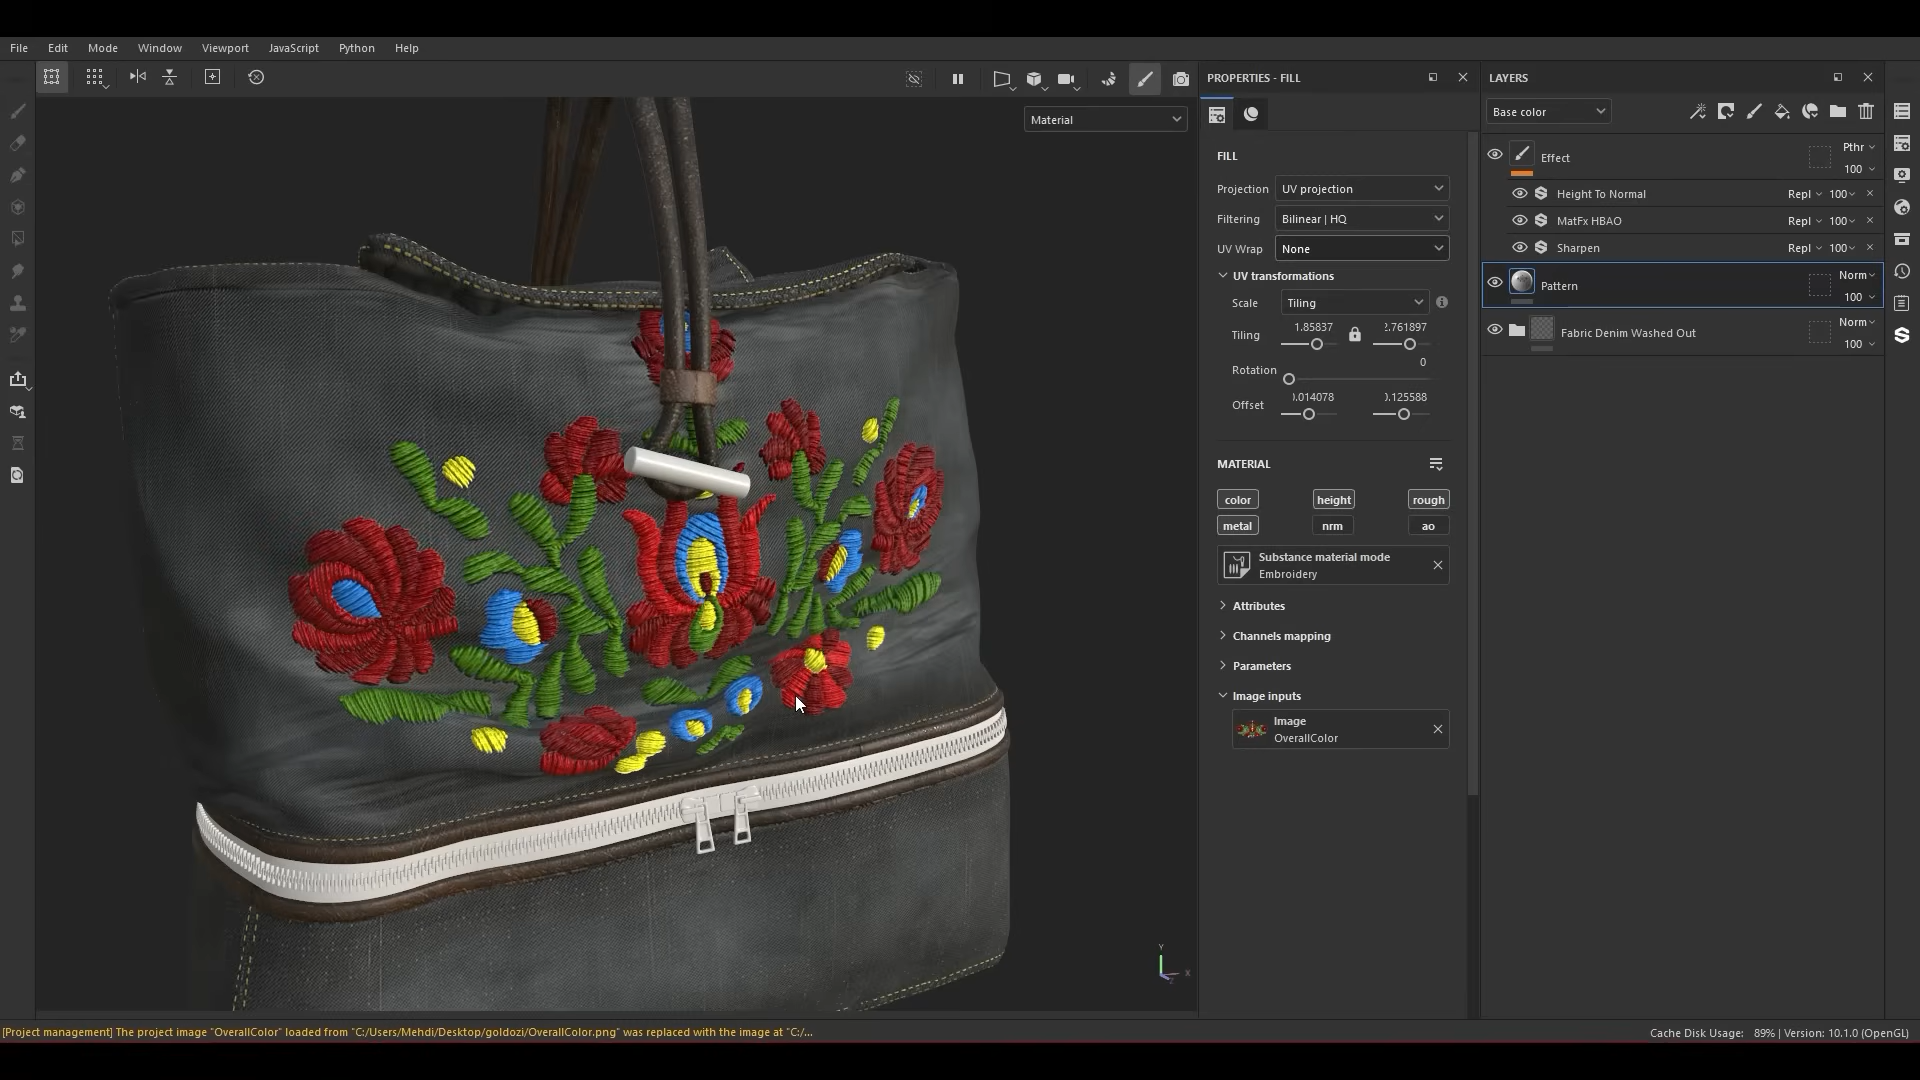 File Edit Mode Window Viewport JavaScript Python Help
Material
PROPERTIES - FILL
FILL
Projection UV projection
Filtering Bilinear | HQ
UV Wrap None
UV transformations
Scale Tiling
Tiling 1.85837 2.761897
Rotation 0
Offset 0.014078 0.125588
MATERIAL
color height rough
metal nrm ao
Substance material mode
Embroidery
Attributes
Channels mapping
Parameters
Image inputs
Image
OverallColor
LAYERS
Base color
Effect Pthr 100
Height To Normal Repl 100
MatFx HBAO Repl 100
Sharpen Repl 100
Pattern Norm 100
Fabric Denim Washed Out Norm 100
Y
X
[Project management] The project image "OverallColor" loaded from "C:/Users/Mehdi/Desktop/goldozi/OverallColor.png" was replaced with the image at "C:/...
Cache Disk Usage: 89% | Version: 10.1.0 (OpenGL)